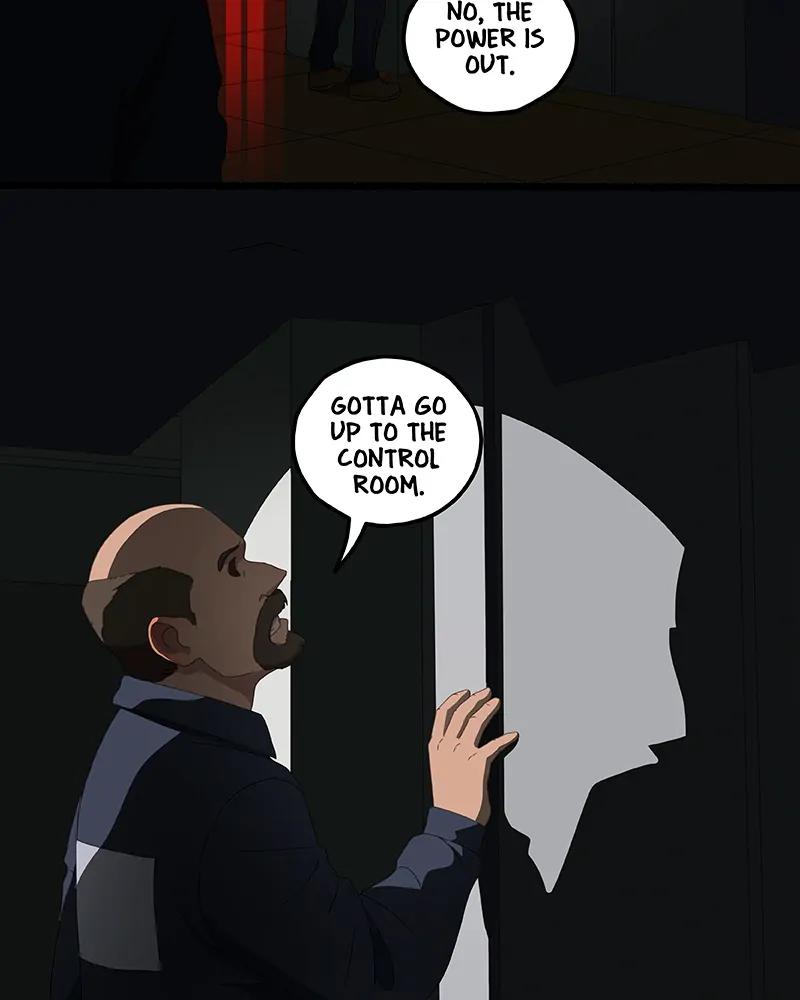 NO, THE
POWER IS
OUT.
GOTTA GO
UP TO THE
CONTROL
ROOM.